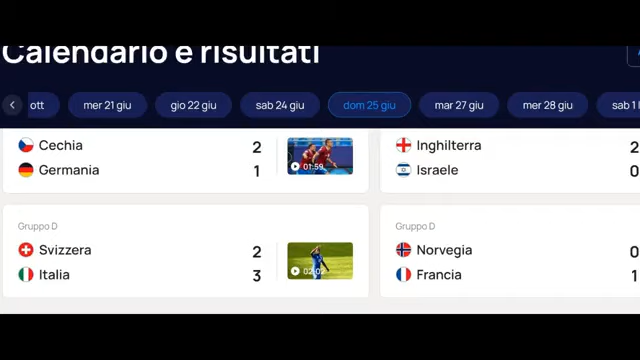 Calendario e risultati
ott
mer 21 giu
gio 22 giu
sab 24 giu
dom 25 giu
mar 27 giu
mer 28 giu
sab 1 l
Cechia 2
Germania 1
01:59
Inghilterra 2
Israele 0
Gruppo D
Svizzera 2
Italia 3
02:02
Gruppo D
Norvegia 0
Francia 1